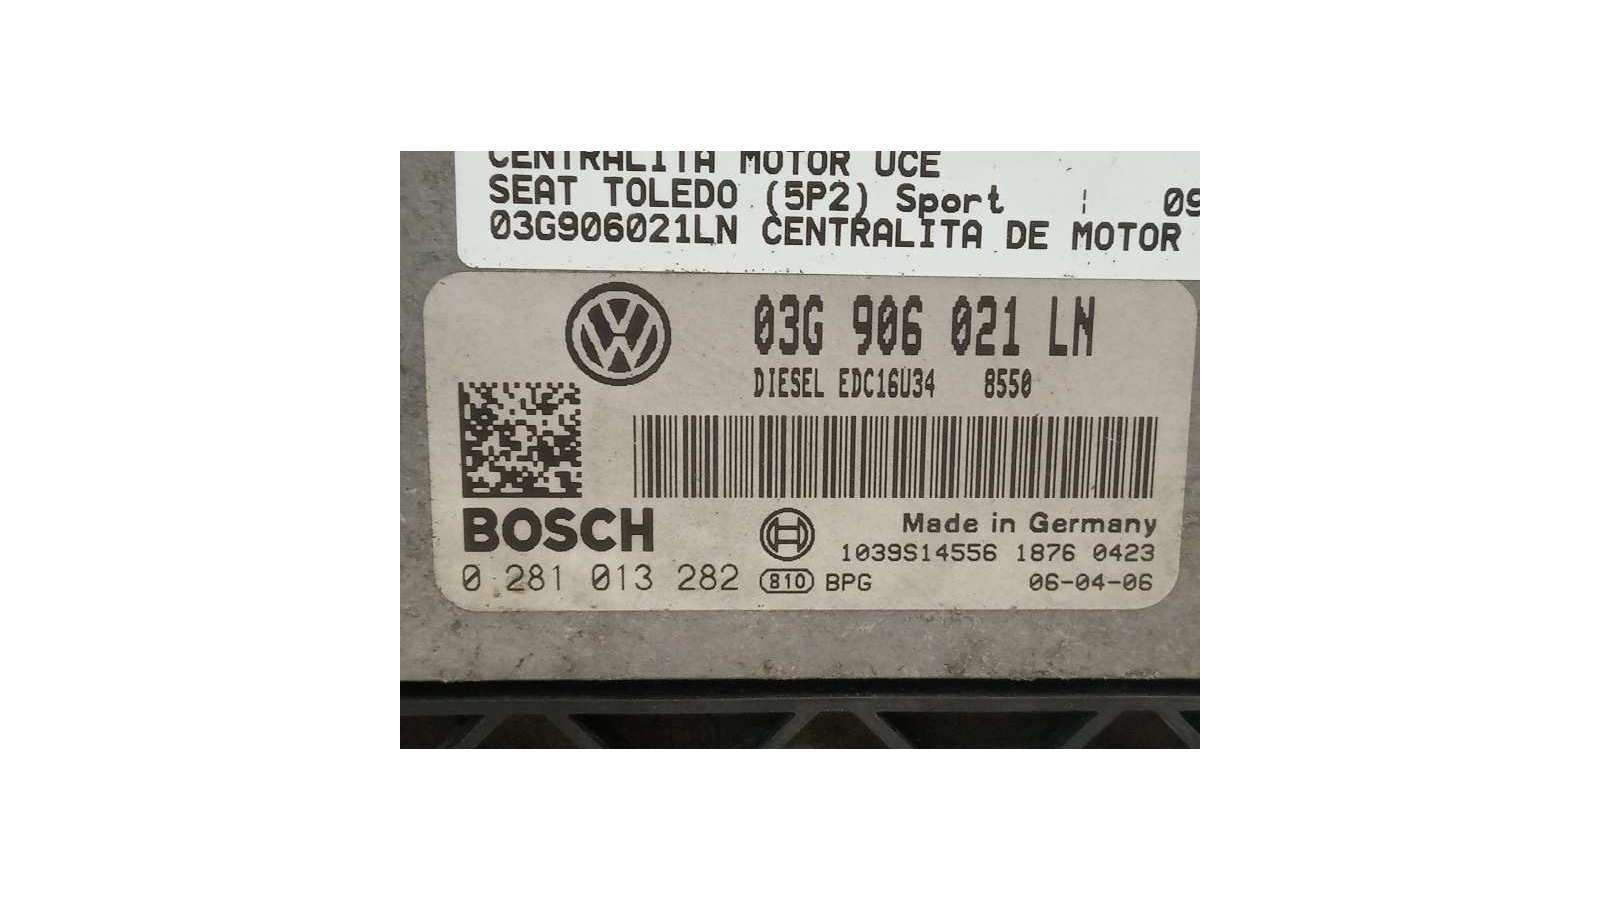 CENTRALITA MOTOR UCE
SEAT TOLEDO (5P2) Sport ¦ 09
03G906021LN CENTRALITA DE MOTOR
03G 906 021 LN
DIESEL EDC16U34 8550
BOSCH
Made in Germany
1039S14556 1876 0423
0 281 013 282 810 BPG 06-04-06